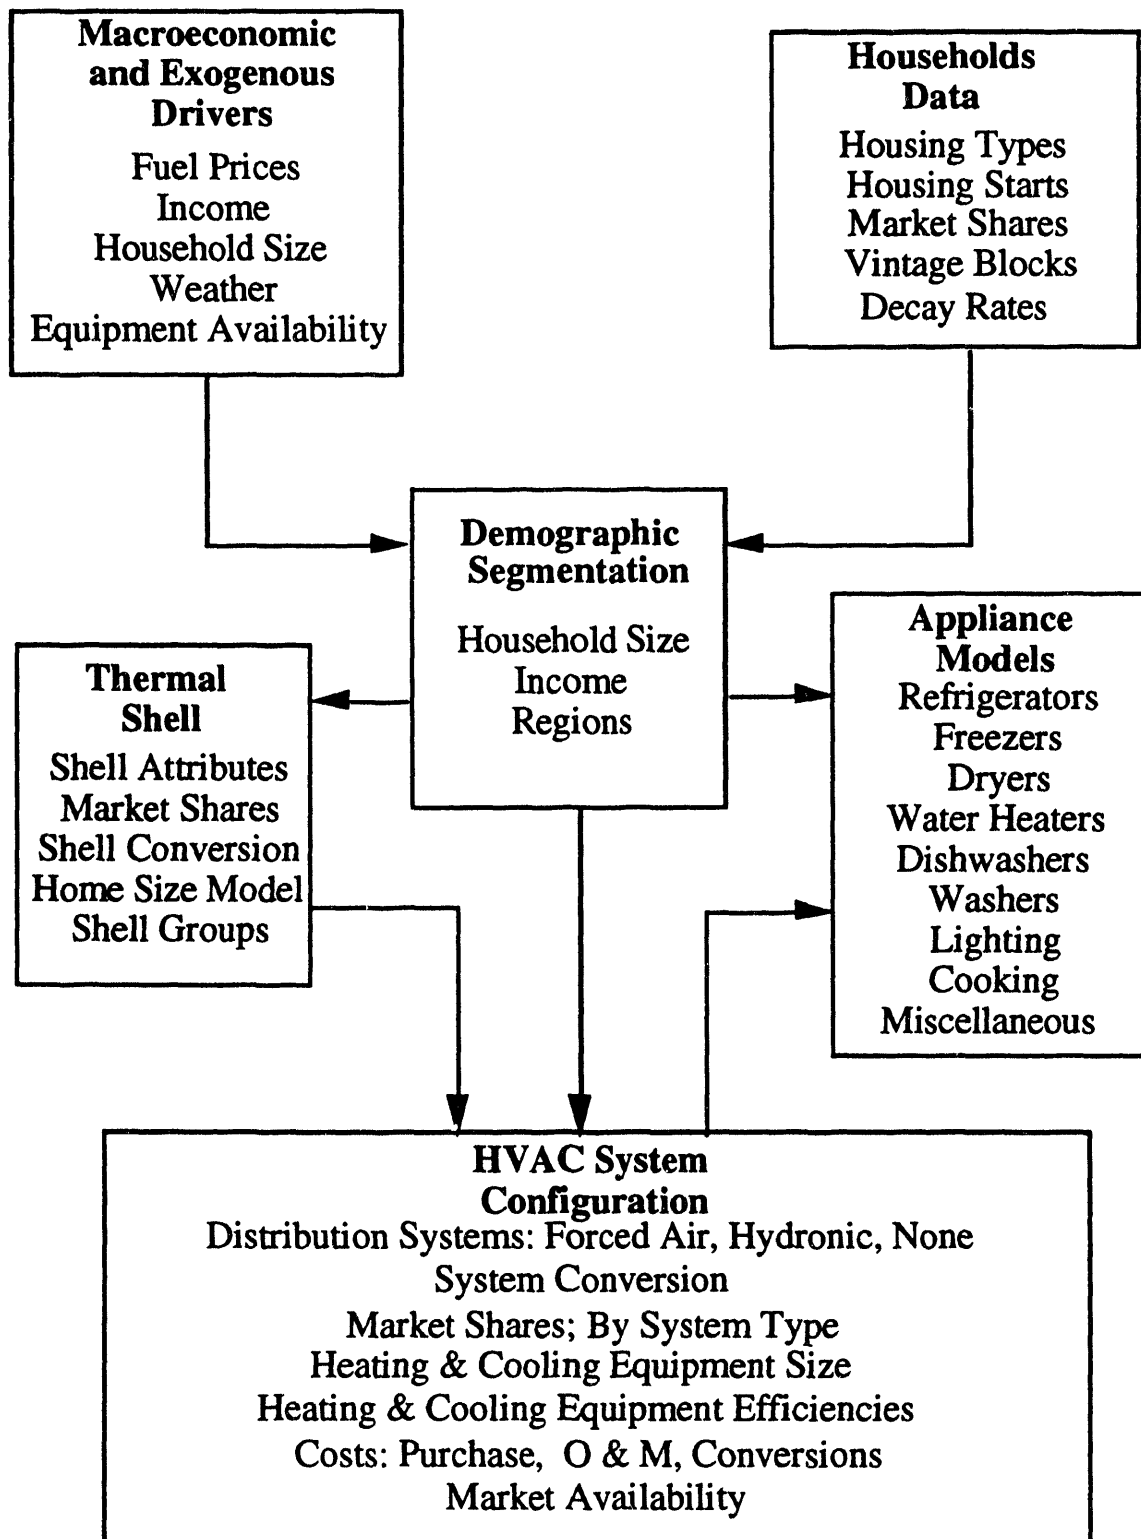 Macroeconomic
and Exogenous
Drivers
Fuel Prices
Income
Household Size
Weather
Equipment Availability
Households
Data
Housing Types
Housing Starts
Market Shares
Vintage Blocks
Decay Rates
Demographic
Segmentation
Household Size
Income
Regions
Thermal
Shell
Shell Attributes
Market Shares
Shell Conversion
Home Size Model
Shell Groups
Appliance
Models
Refrigerators
Freezers
Dryers
Water Heaters
Dishwashers
Washers
Lighting
Cooking
Miscellaneous
HVAC System
Configuration
Distribution Systems: Forced Air, Hydronic, None
System Conversion
Market Shares; By System Type
Heating & Cooling Equipment Size
Heating & Cooling Equipment Efficiencies
Costs: Purchase, O & M, Conversions
Market Availability